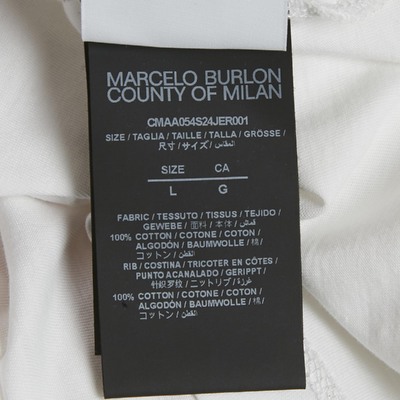 MARCELO BURLON
COUNTY OF MILAN
CMAA054S24JER001
SIZE / TAGLIA / TAILLE / TALLA / GRÖSSE /
尺寸 / サイズ / المقاس /
SIZE CA
L G
FABRIC / TESSUTO / TISSUS / TEJIDO /
GEWEBE / 面料 / 本体 / قماش /
100% COTTON / COTONE / COTON /
ALGODÓN / BAUMWOLLE / 棉 /
コットン / القطن /
RIB / COSTINA / TRICOTER EN CÔTES /
PUNTO ACANALADO / GERIPPT /
针织罗纹 / ニットリブ /
100% COTTON / COTONE / COTON /
ALGODÓN / BAUMWOLLE / 棉 /
コットン / القطن /